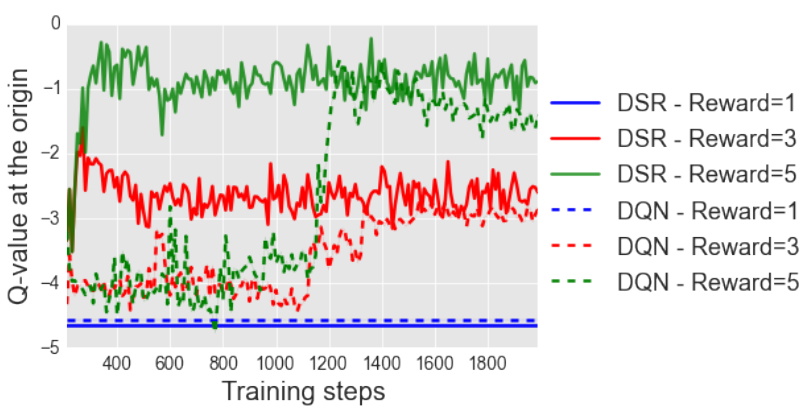 Q-value at the origin
0
−1
−2
−3
−4
−5
400 600 800 1000 1200 1400 1600 1800
Training steps
DSR - Reward=1
DSR - Reward=3
DSR - Reward=5
DQN - Reward=1
DQN - Reward=3
DQN - Reward=5